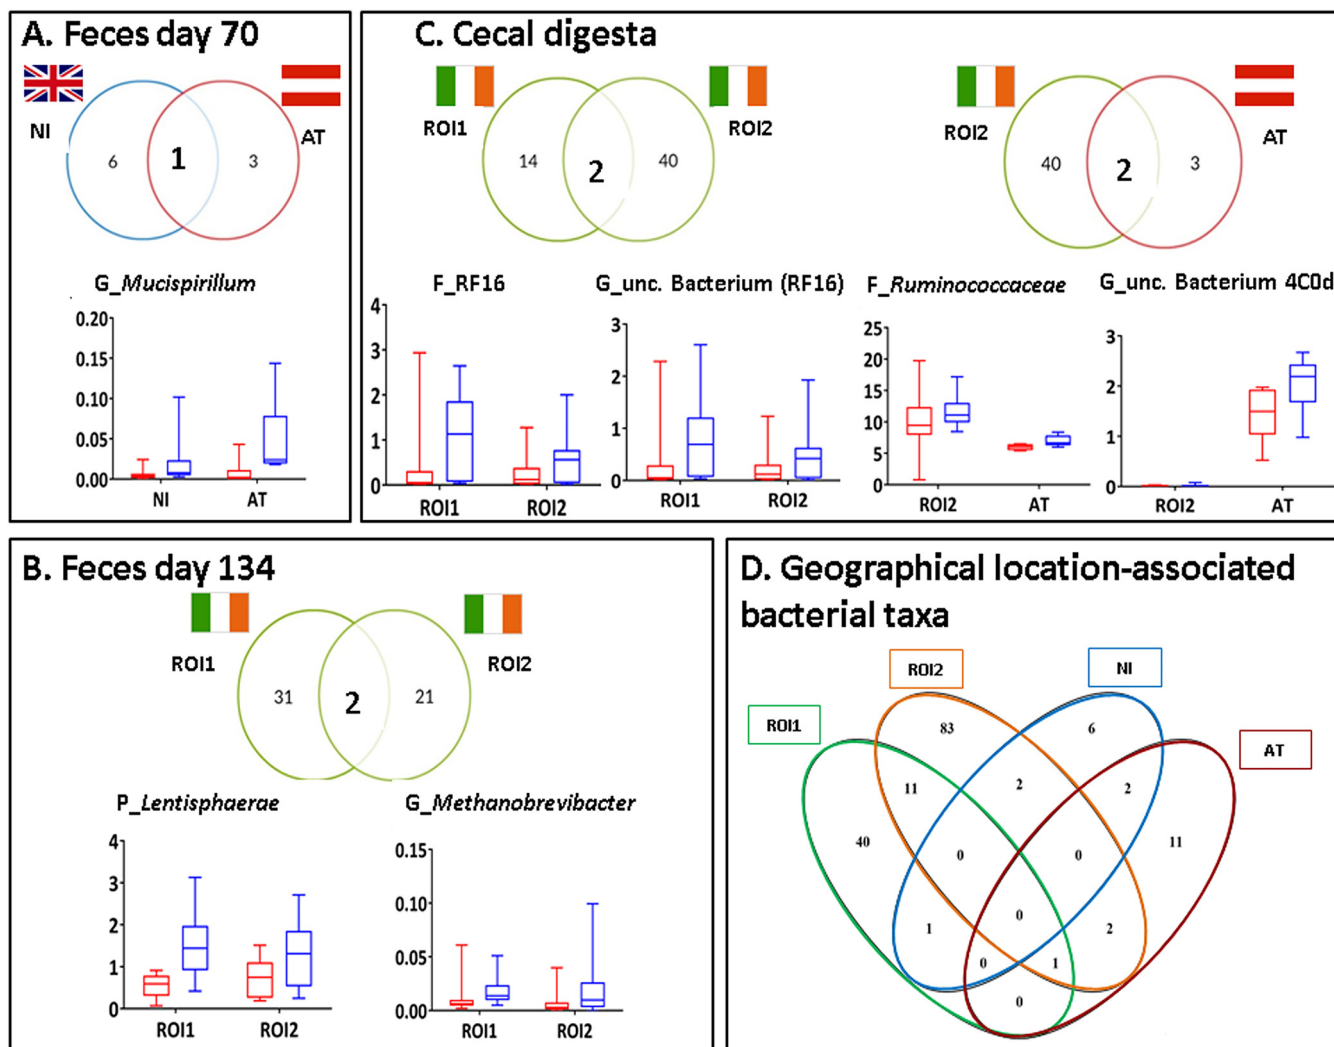 A. Feces day 70
NI
AT
6
1
3
G_Mucispirillum
0.20
0.15
0.10
0.05
0.00
NI
AT
C. Cecal digesta
ROI1
ROI2
14
2
40
ROI2
AT
40
2
3
F_RF16
4
3
2
1
0
ROI1
ROI2
G_unc. Bacterium (RF16)
3
2
1
0
ROI1
ROI2
F_Ruminococcaceae
25
20
15
10
5
0
ROI2
AT
G_unc. Bacterium 4C0d
3
2
1
0
ROI2
AT
B. Feces day 134
ROI1
ROI2
31
2
21
P_Lentisphaerae
4
3
2
1
0
ROI1
ROI2
G_Methanobrevibacter
0.15
0.10
0.05
0.00
ROI1
ROI2
D. Geographical location-associated
bacterial taxa
ROI2
NI
ROI1
AT
83
6
11
2
2
40
0
0
11
1
0
2
0
1
0